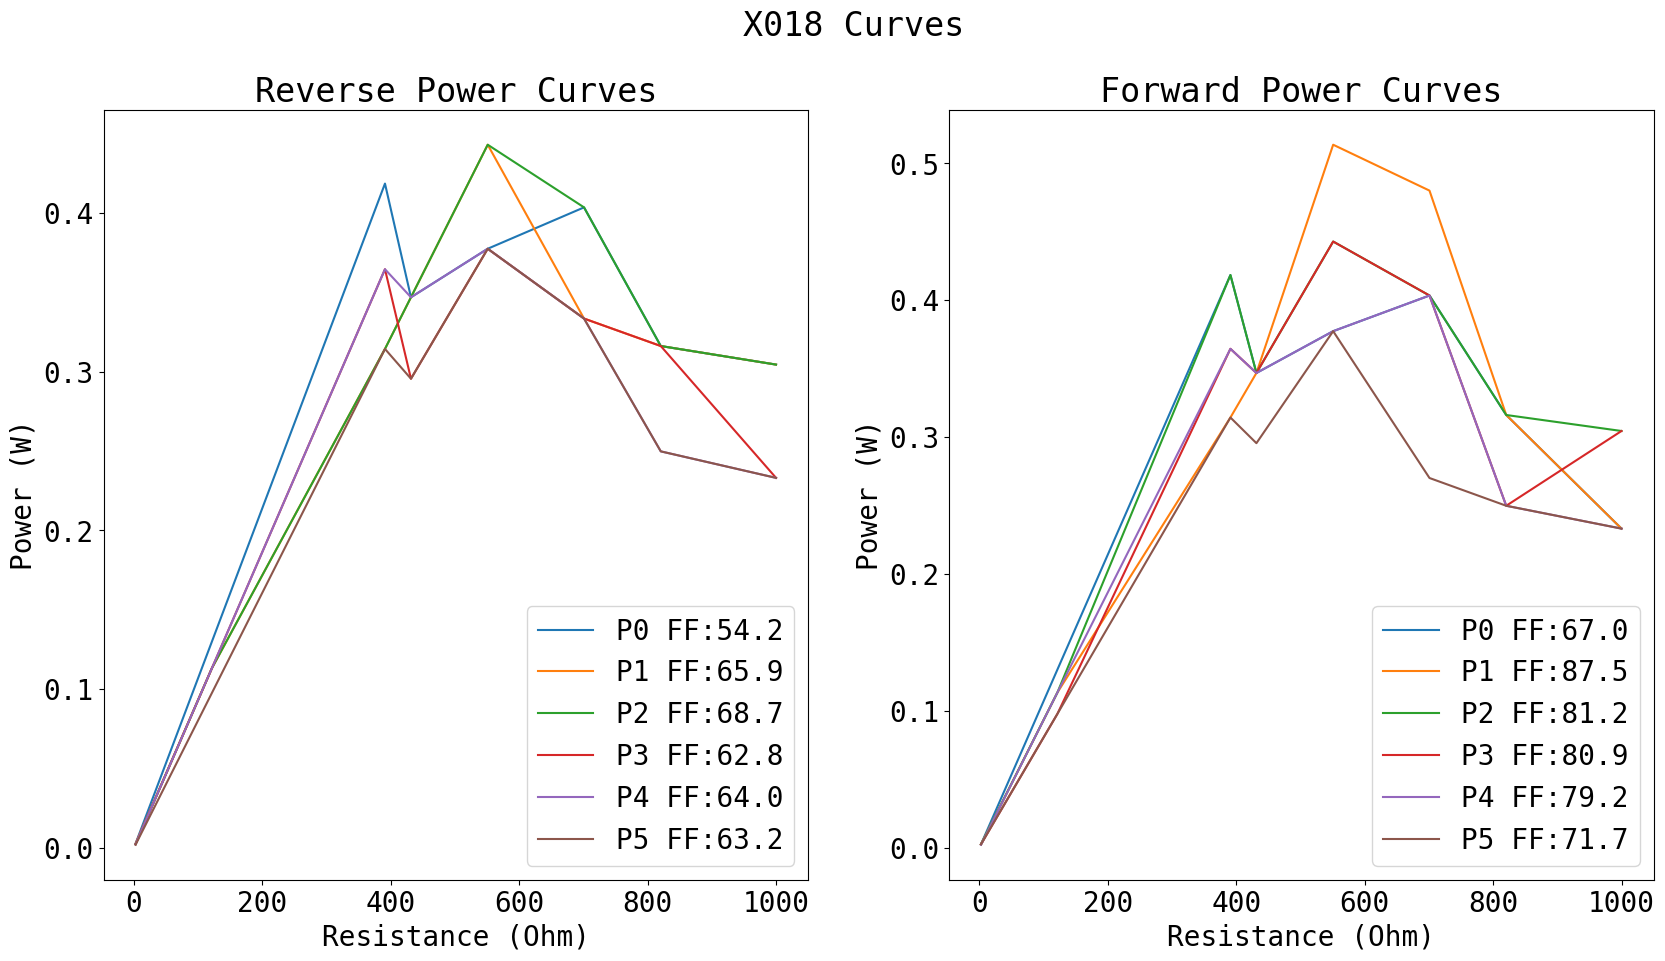 X018 Curves
Reverse Power Curves
Power (W)
0.4
0.3
0.2
0.1
0.0
0 200 400 600 800 1000
Resistance (Ohm)
P0 FF:54.2
P1 FF:65.9
P2 FF:68.7
P3 FF:62.8
P4 FF:64.0
P5 FF:63.2
Forward Power Curves
Power (W)
0.5
0.4
0.3
0.2
0.1
0.0
0 200 400 600 800 1000
Resistance (Ohm)
P0 FF:67.0
P1 FF:87.5
P2 FF:81.2
P3 FF:80.9
P4 FF:79.2
P5 FF:71.7